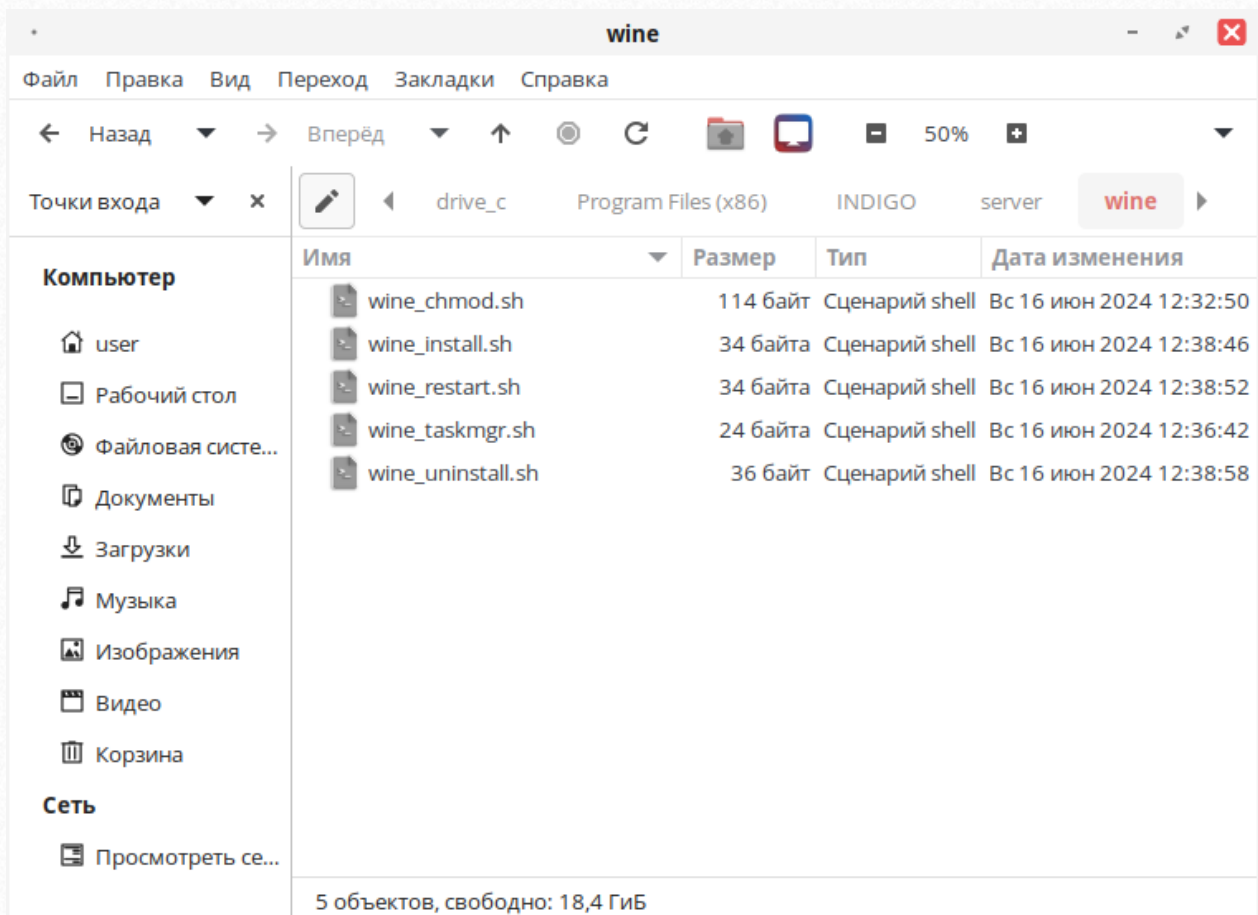 wine
Файл Правка Вид Переход Закладки Справка
Назад Вперёд 50%
Точки входа drive_c Program Files (x86) INDIGO server wine
Имя Размер Тип Дата изменения
Компьютер
wine_chmod.sh 114 байт Сценарий shell Вс 16 июн 2024 12:32:50
user wine_install.sh 34 байта Сценарий shell Вс 16 июн 2024 12:38:46
Рабочий стол wine_restart.sh 34 байта Сценарий shell Вс 16 июн 2024 12:38:52
Файловая систе... wine_taskmgr.sh 24 байта Сценарий shell Вс 16 июн 2024 12:36:42
Документы wine_uninstall.sh 36 байт Сценарий shell Вс 16 июн 2024 12:38:58
Загрузки
Музыка
Изображения
Видео
Корзина
Сеть
Просмотреть се...
5 объектов, свободно: 18,4 ГиБ